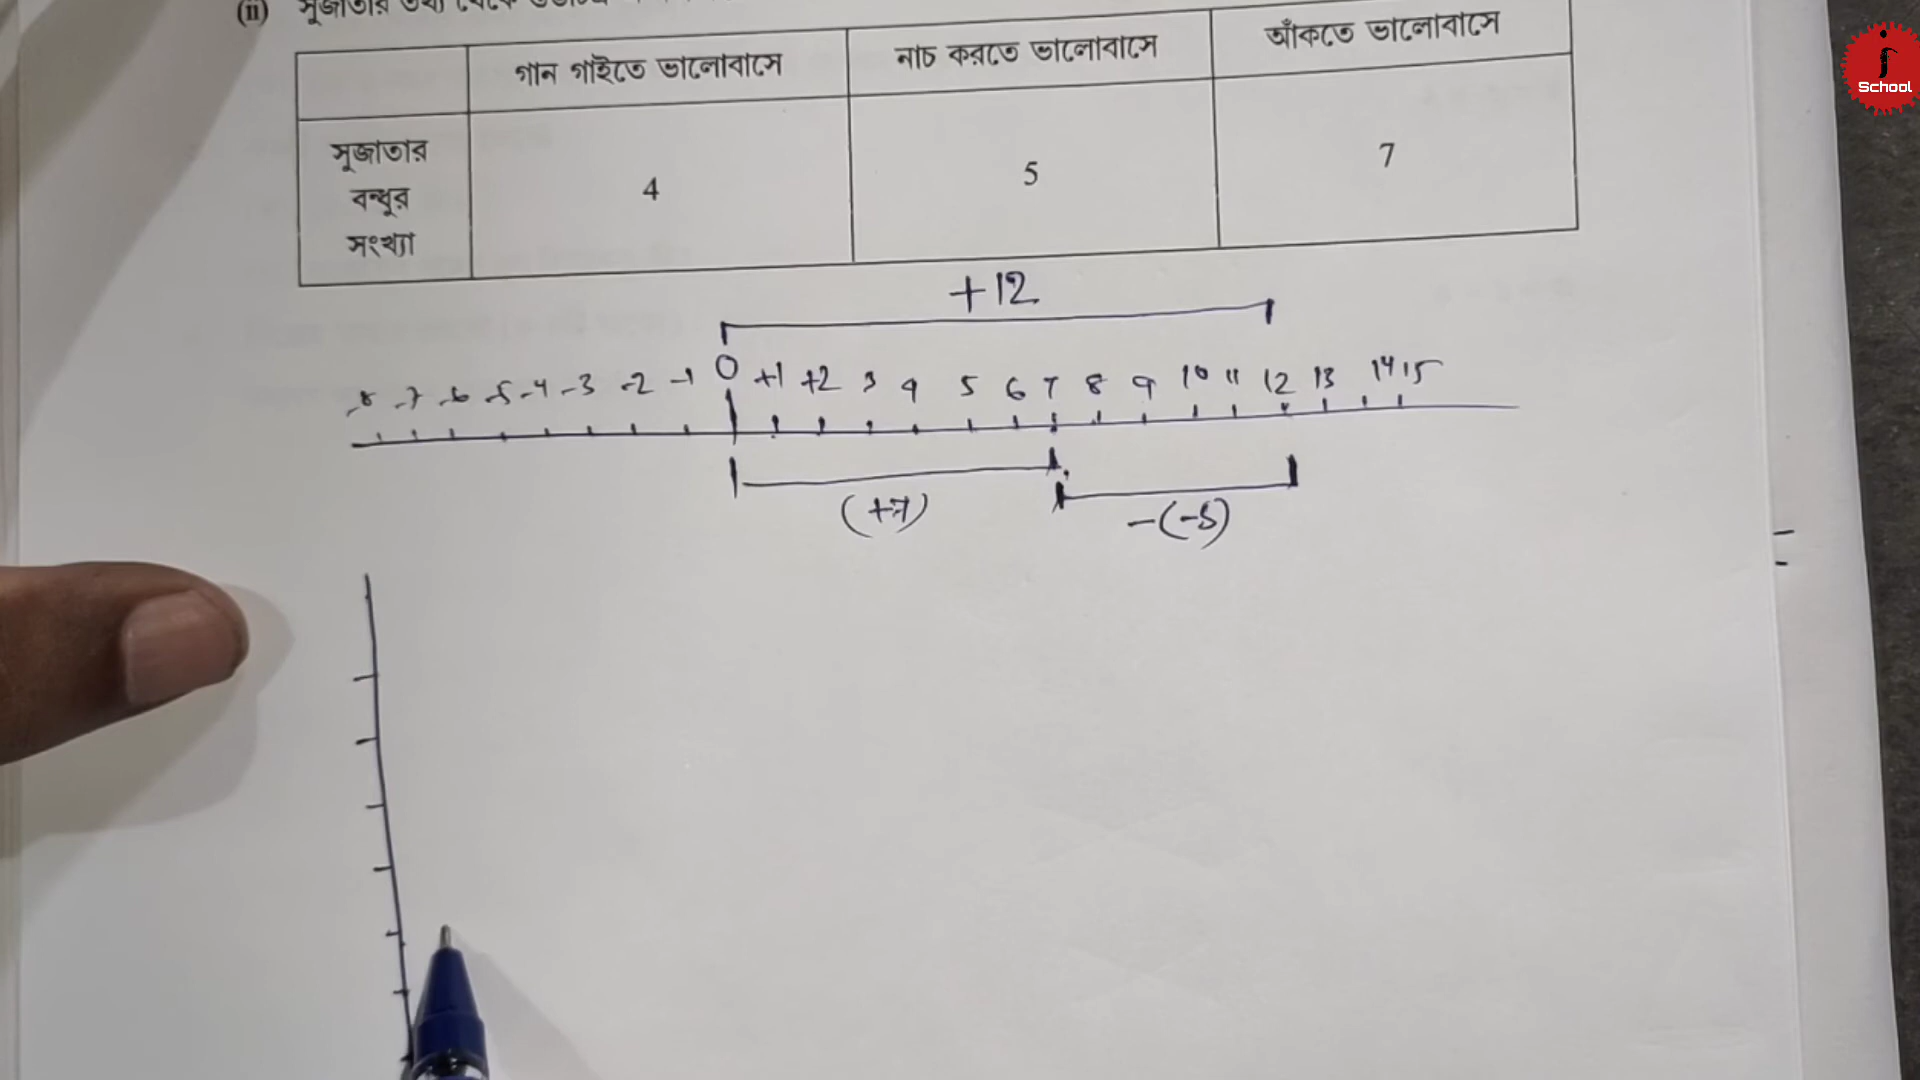 (ii) সুজাতার তথ্য থেকে
গান গাইতে ভালোবাসে নাচ করতে ভালোবাসে আঁকতে ভালোবাসে
সুজাতার
বন্ধুর
সংখ্যা
4 5 7
+12
-8 -7 -6 -5 -4 -3 -2 -1 0 +1 +2 3 4 5 6 7 8 9 10 11 12 13 14 15
(+7) -(-5)
School